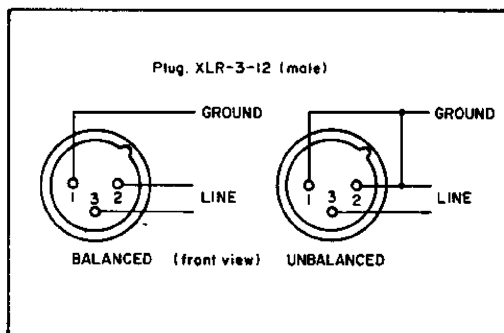 Plug. XLR-3-12 (male)
GROUND GROUND
1 3 2 1 3 2
LINE LINE
BALANCED (front view) UNBALANCED